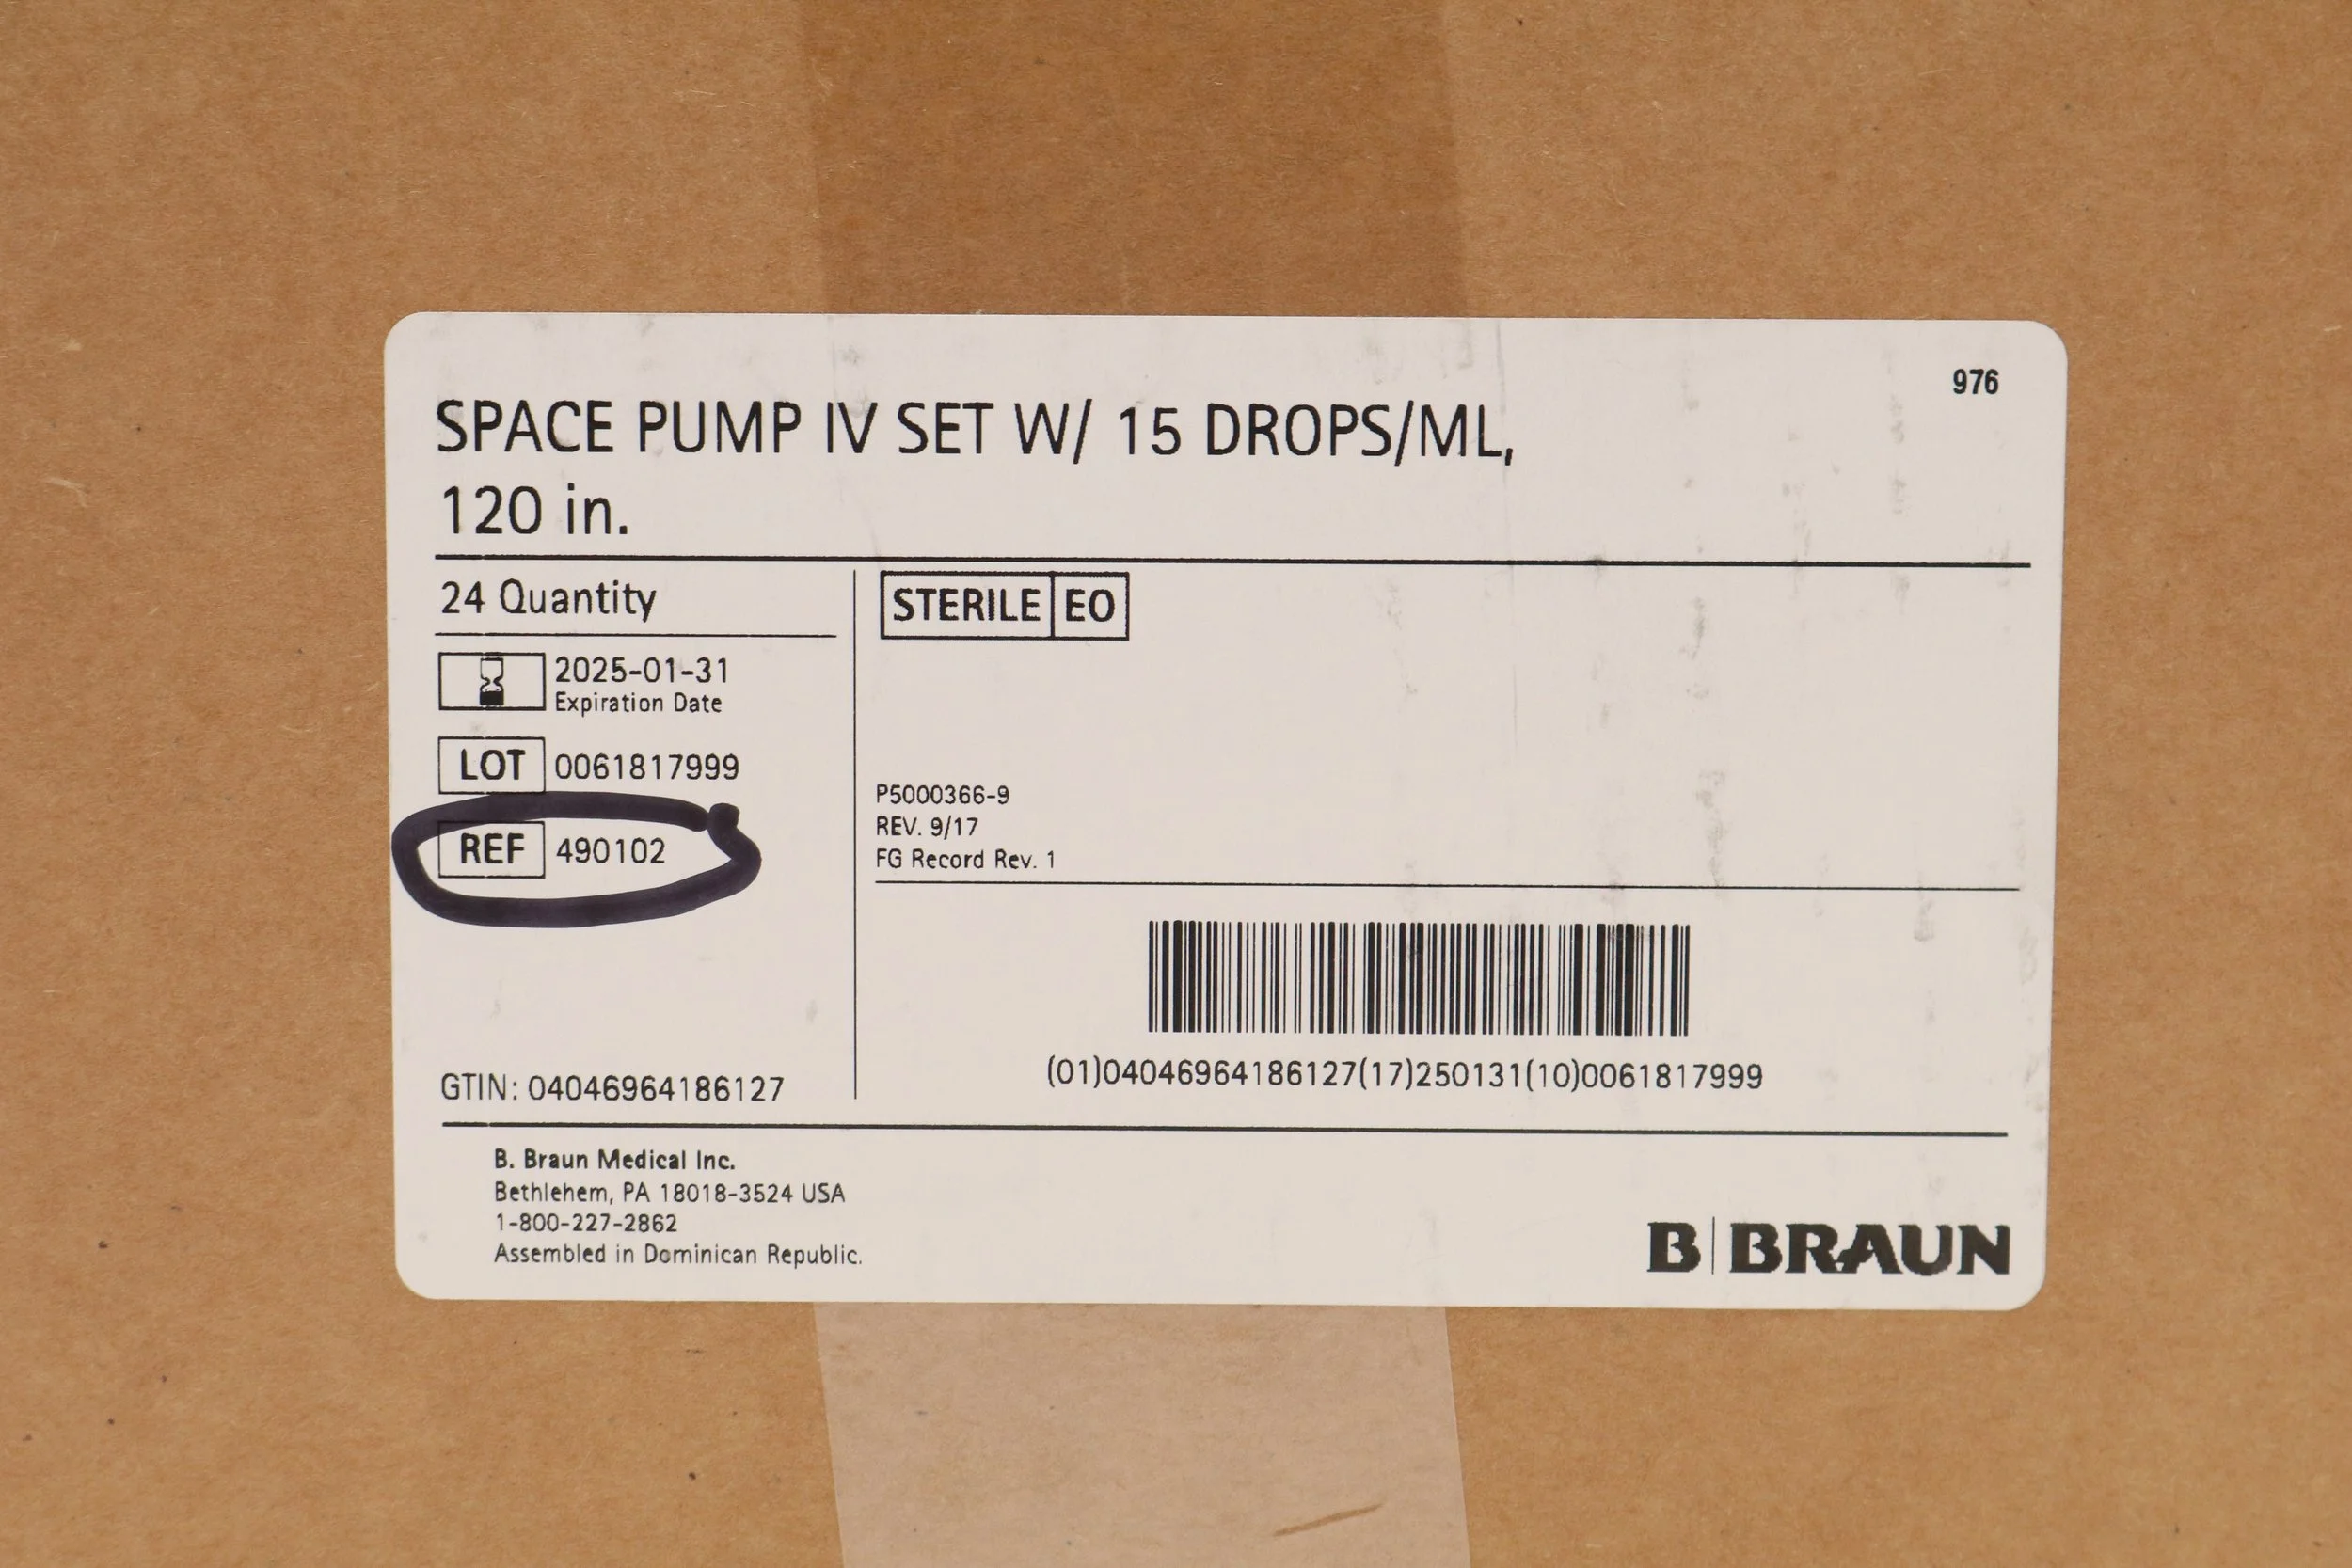 976
SPACE PUMP IV SET W/ 15 DROPS/ML,
120 in.
24 Quantity
STERILE EO
2025-01-31
Expiration Date
LOT 0061817999
REF 490102
P5000366-9
REV. 9/17
FG Record Rev. 1
GTIN: 04046964186127
(01)04046964186127(17)250131(10)0061817999
B. Braun Medical Inc.
Bethlehem, PA 18018-3524 USA
1-800-227-2862
Assembled in Dominican Republic.
B|BRAUN